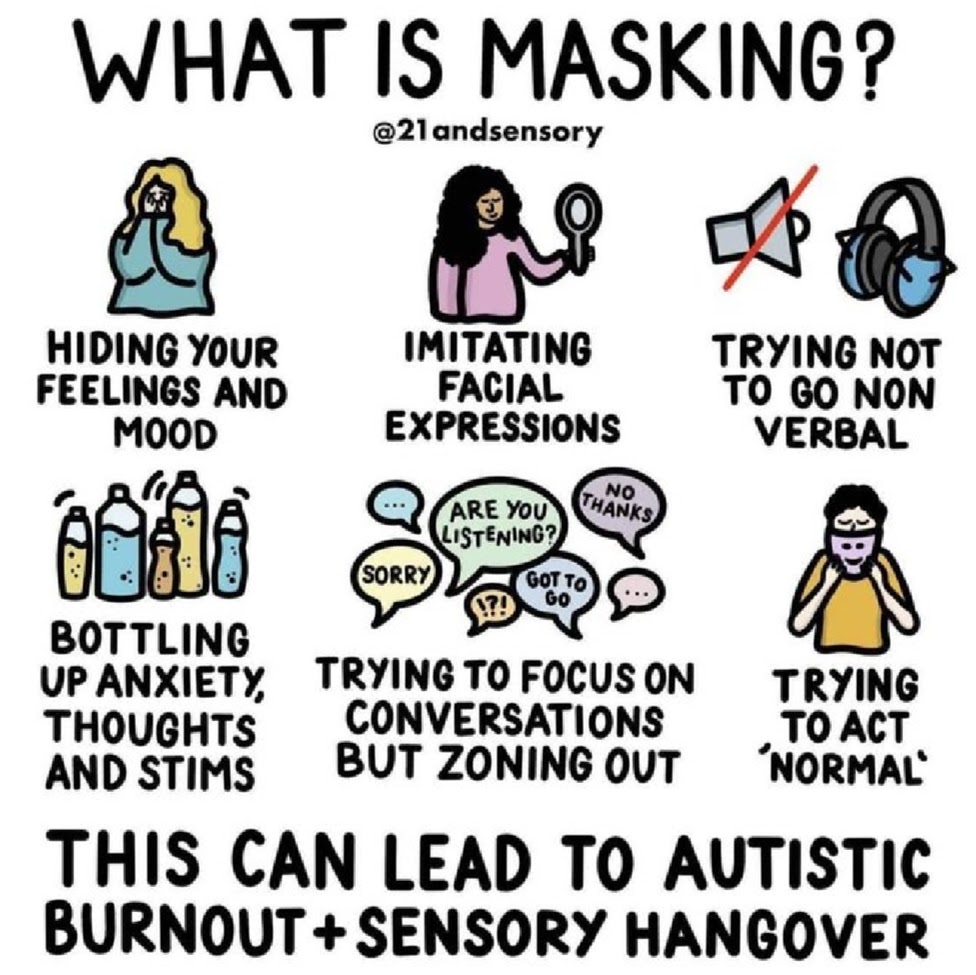 WHAT IS MASKING?
@21andsensory
HIDING YOUR
FEELINGS AND
MOOD
IMITATING
FACIAL
EXPRESSIONS
TRYING NOT
TO GO NON
VERBAL
BOTTLING
UP ANXIETY,
THOUGHTS
AND STIMS
...
ARE YOU
LISTENING?
NO
THANKS
SORRY
!?!
GOT TO
GO
...
TRYING TO FOCUS ON
CONVERSATIONS
BUT ZONING OUT
TRYING
TO ACT
'NORMAL'
THIS CAN LEAD TO AUTISTIC
BURNOUT + SENSORY HANGOVER